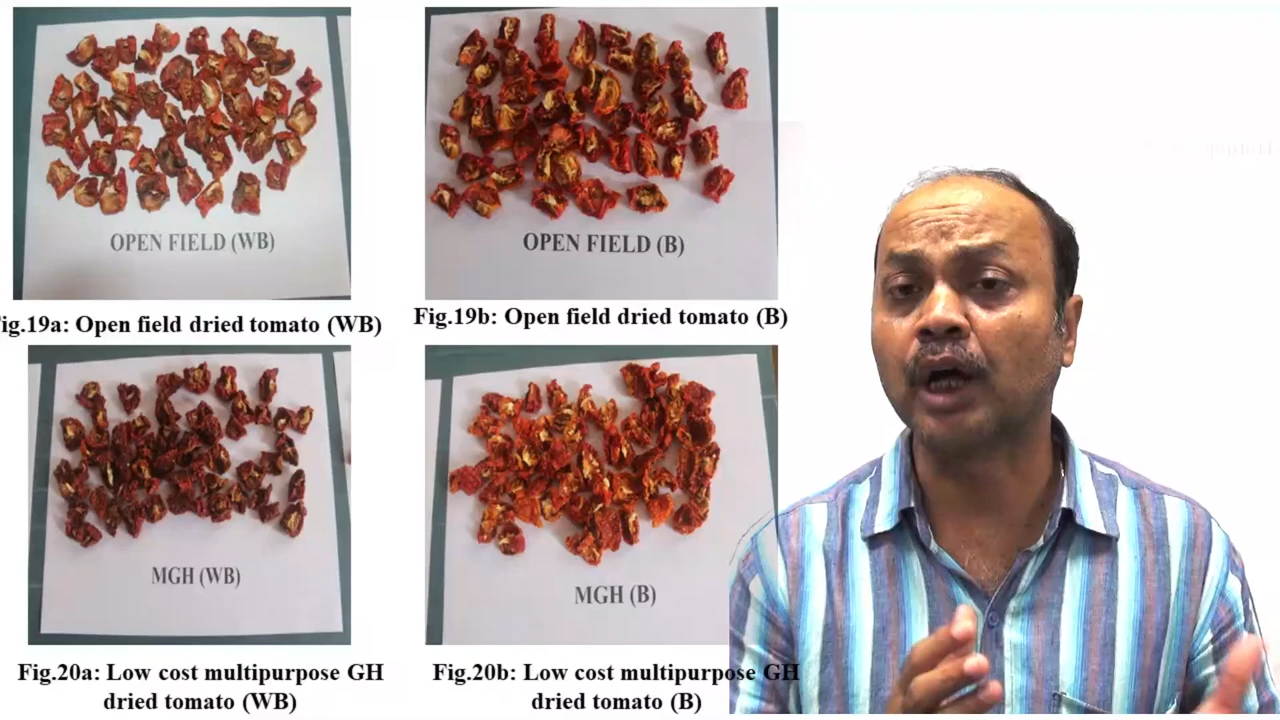 OPEN FIELD (WB)
OPEN FIELD (B)
ig.19a: Open field dried tomato (WB)
Fig.19b: Open field dried tomato (B)
MGH (WB)
MGH (B)
Fig.20a: Low cost multipurpose GH
dried tomato (WB)
Fig.20b: Low cost multipurpose GH
dried tomato (B)